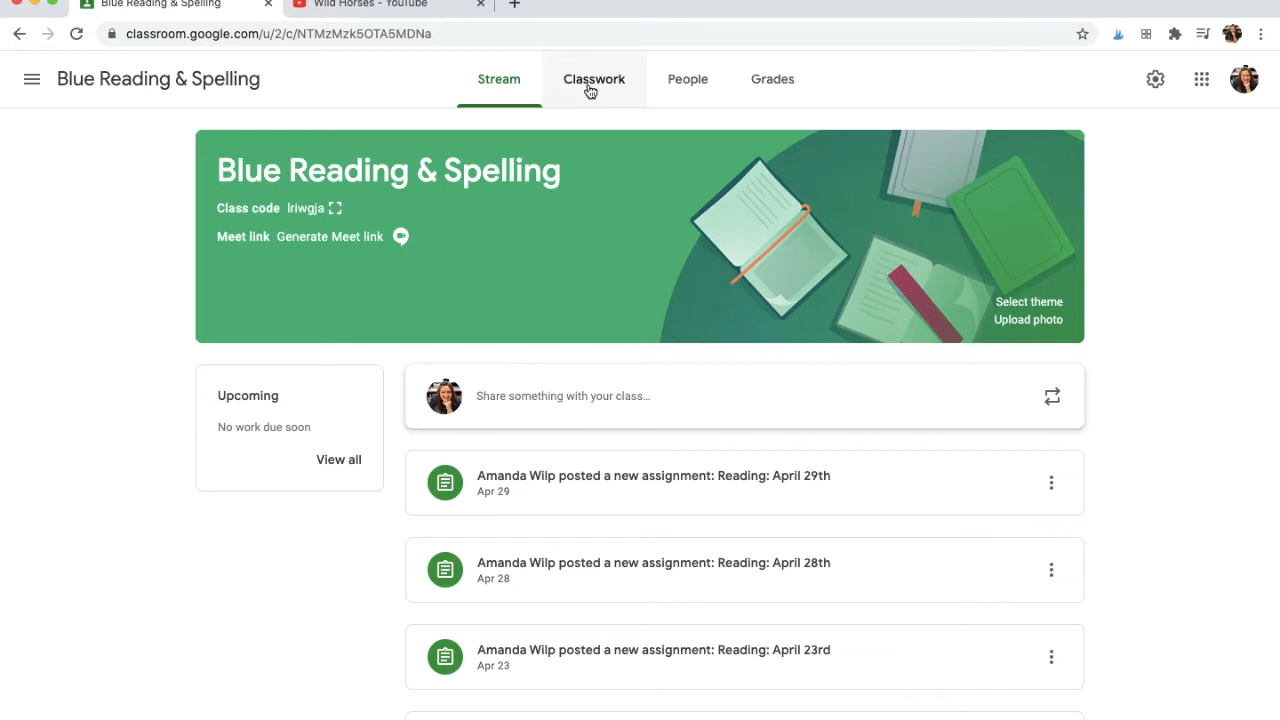 Blue Reading & Spelling
Wild Horses - YouTube
classroom.google.com/u/2/c/NTMzMzk5OTA5MDNa
Blue Reading & Spelling
Stream
Classwork
People
Grades
Blue Reading & Spelling
Class code lriwgja
Meet link Generate Meet link
Select theme
Upload photo
Upcoming
No work due soon
View all
Share something with your class...
Amanda Wilp posted a new assignment: Reading: April 29th
Apr 29
Amanda Wilp posted a new assignment: Reading: April 28th
Apr 28
Amanda Wilp posted a new assignment: Reading: April 23rd
Apr 23